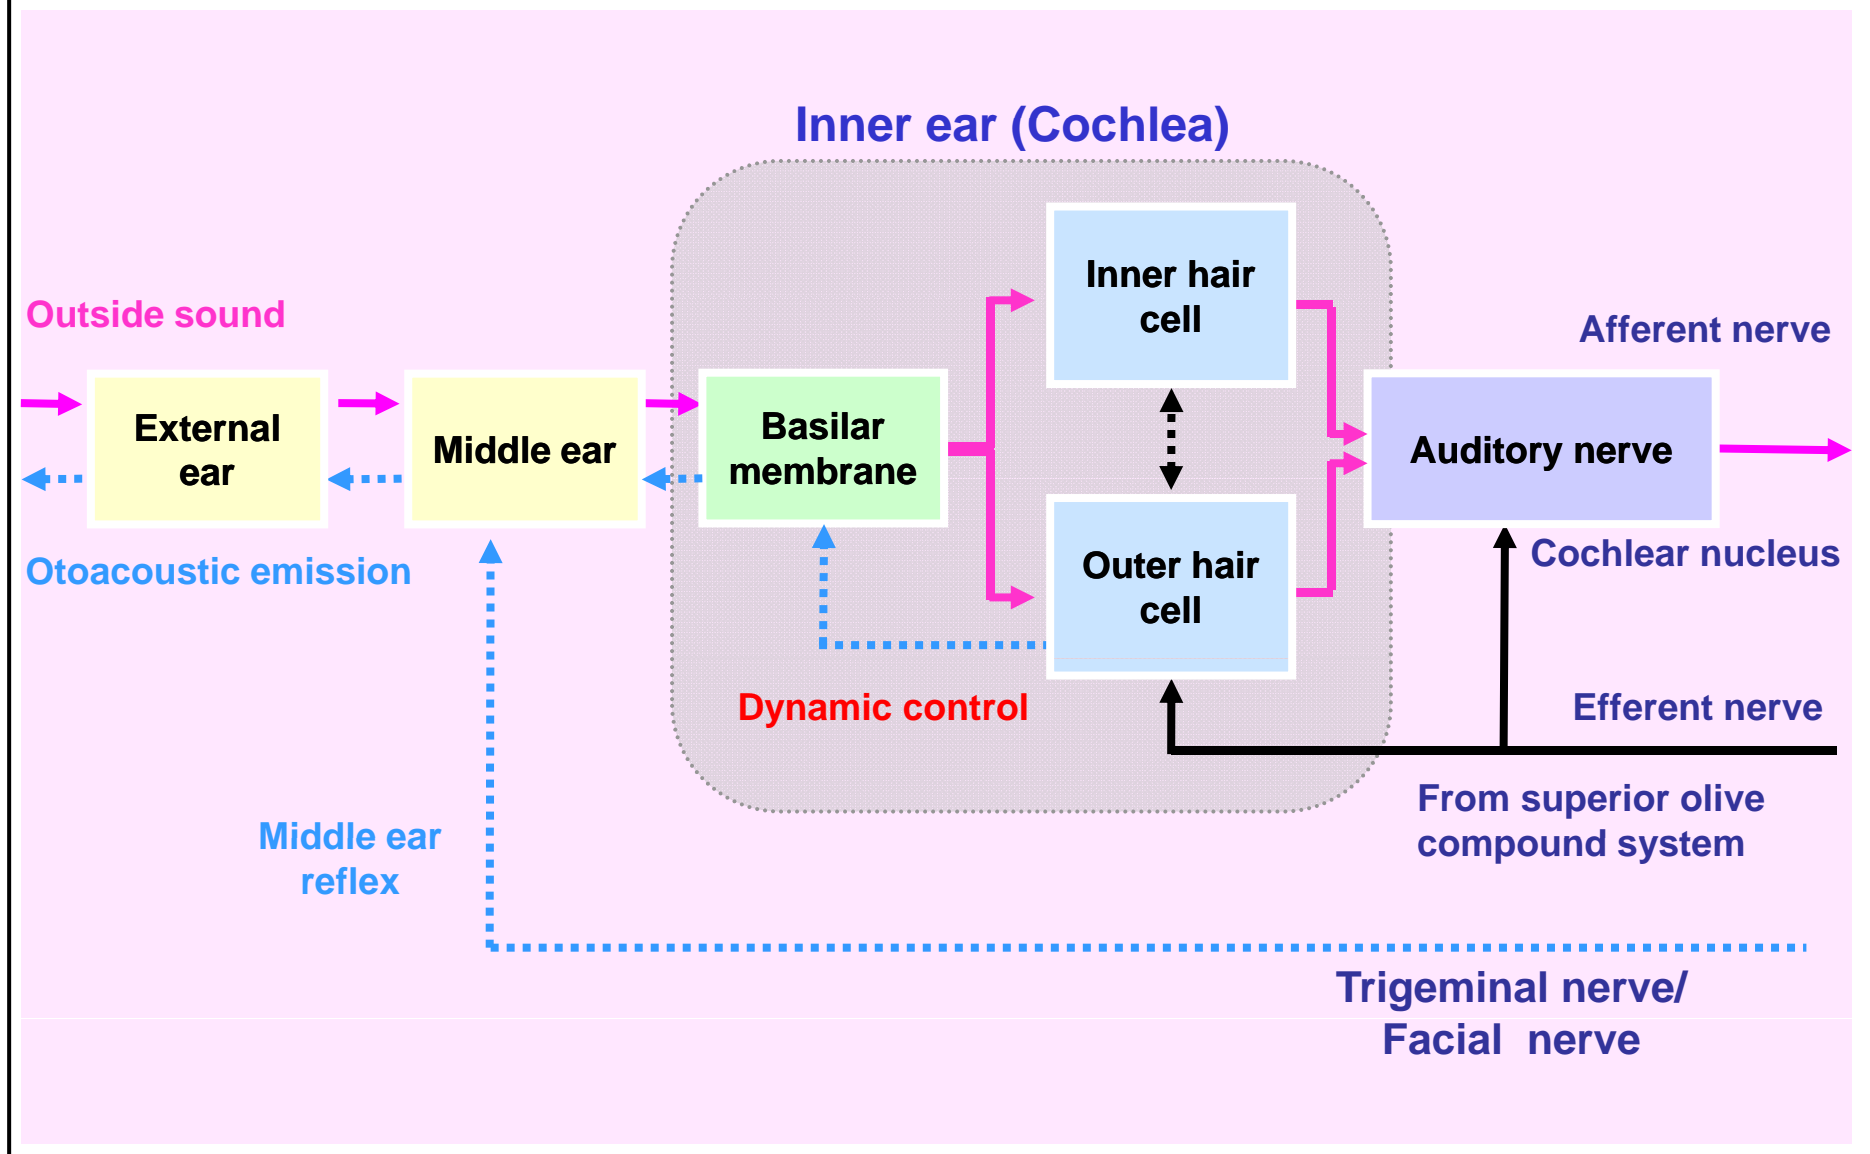 Inner ear (Cochlea)
Outside sound
External
ear
Middle ear
Basilar
membrane
Inner hair
cell
Outer hair
cell
Auditory nerve
Afferent nerve
Cochlear nucleus
Otoacoustic emission
Dynamic control
Efferent nerve
From superior olive
compound system
Middle ear
reflex
Trigeminal nerve/
Facial nerve